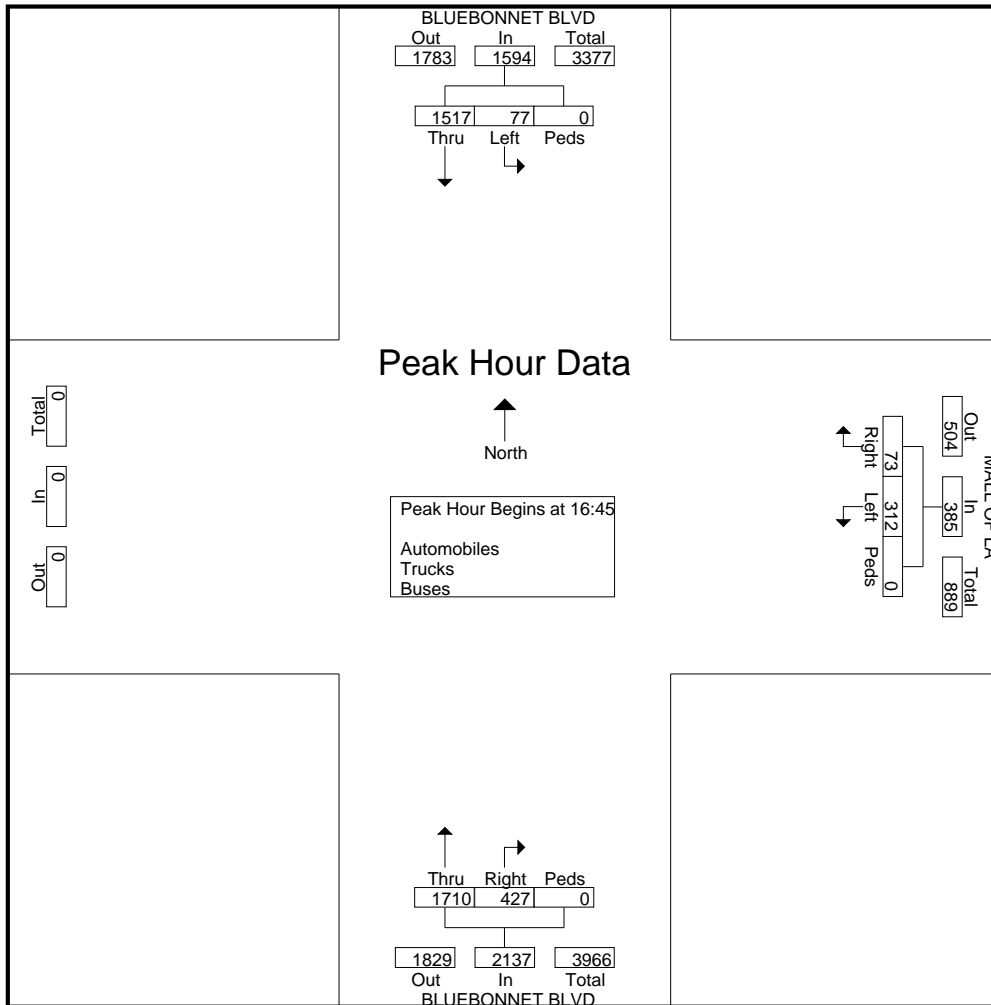 BLUEBONNET BLVD
Out In Total
1783 1594 3377
1517 77 0
Thru Left Peds
Peak Hour Data
North
Peak Hour Begins at 16:45
Automobiles
Trucks
Buses
Total
0
In
0
Out
0
MALL OF LA
Out In Total
504 385 889
73 312 0
Right Left Peds
Thru Right Peds
1710 427 0
1829 2137 3966
Out In Total
BLUEBONNET BLVD